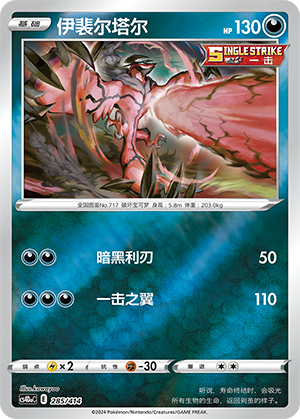 基础 伊裴尔塔尔 HP 130
SINGLE STRIKE
一击
全国图鉴No.717 破坏宝可梦 身高：5.8m 体重：203.0kg
暗黑利刃 50
一击之翼 110
弱点 ×2 抵抗力 -30 撤退
Illus.kawayoo
E 285/414
听说，寿命终结时，会吸光
所有生物的生命，返回到茧的样子。
©2024 Pokémon/Nintendo/Creatures/GAME FREAK.